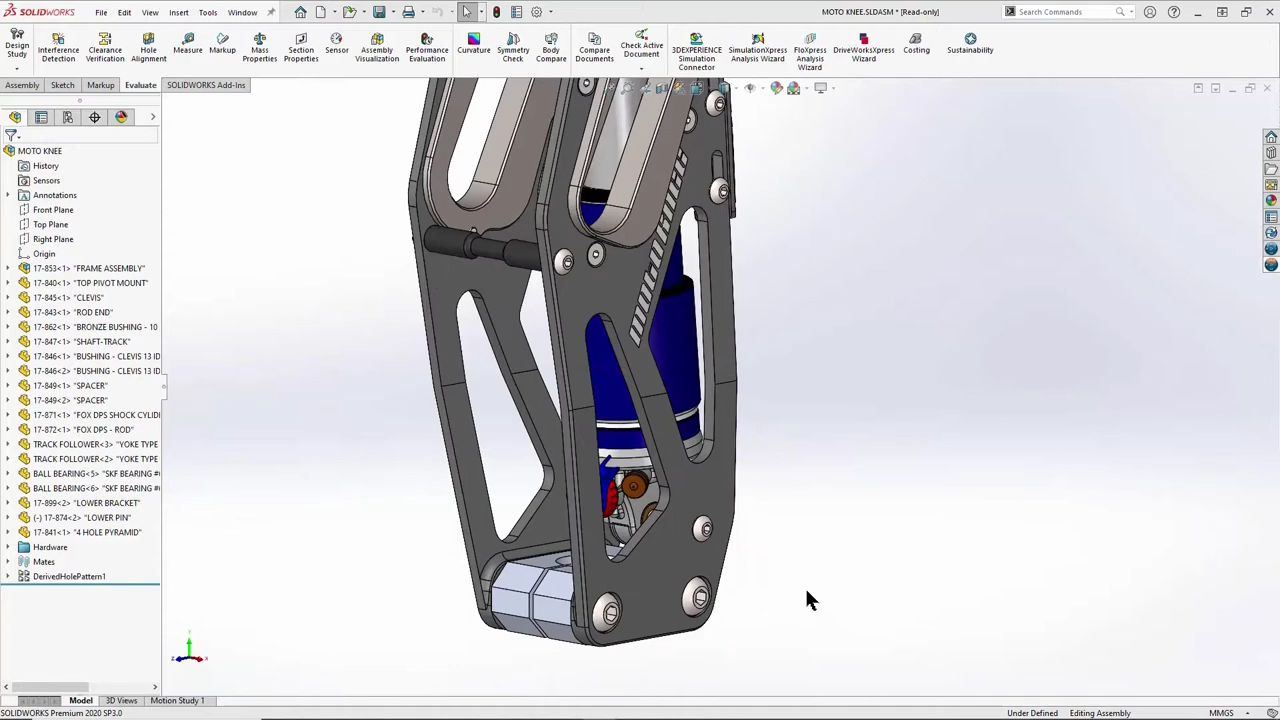 SOLIDWORKS
File
Edit
View
Insert
Tools
Window
MOTO KNEE.SLDASM * [Read-only]
Search Commands
Design Study
Interference Detection
Clearance Verification
Hole Alignment
Measure
Markup
Mass Properties
Section Properties
Sensor
Assembly Visualization
Performance Evaluation
Curvature
Symmetry Check
Body Compare
Compare Documents
Check Active Document
3DEXPERIENCE Simulation Connector
SimulationXpress Analysis Wizard
FloXpress Analysis Wizard
DriveWorksXpress Wizard
Costing
Sustainability
Assembly
Sketch
Markup
Evaluate
SOLIDWORKS Add-Ins
MOTO KNEE
History
Sensors
Annotations
Front Plane
Top Plane
Right Plane
Origin
17-853<1> "FRAME ASSEMBLY"
17-840<1> "TOP PIVOT MOUNT"
17-845<1> "CLEVIS"
17-843<1> "ROD END"
17-862<1> "BRONZE BUSHING - 10
17-847<1> "SHAFT-TRACK"
17-846<1> "BUSHING - CLEVIS 13 ID
17-846<2> "BUSHING - CLEVIS 13 ID
17-849<1> "SPACER"
17-849<2> "SPACER"
17-871<1> "FOX DPS SHOCK CYLI
17-872<1> "FOX DPS - ROD"
TRACK FOLLOWER<3> "YOKE TYPE
TRACK FOLLOWER<2> "YOKE TYPE
BALL BEARING<5> "SKF BEARING #
BALL BEARING<6> "SKF BEARING #
17-899<2> "LOWER BRACKET"
(-) 17-874<2> "LOWER PIN"
17-841<1> "4 HOLE PYRAMID"
Hardware
Mates
DerivedHolePattern1
Model
3D Views
Motion Study 1
SOLIDWORKS Premium 2020 SP3.0
Under Defined
Editing Assembly
MMGS